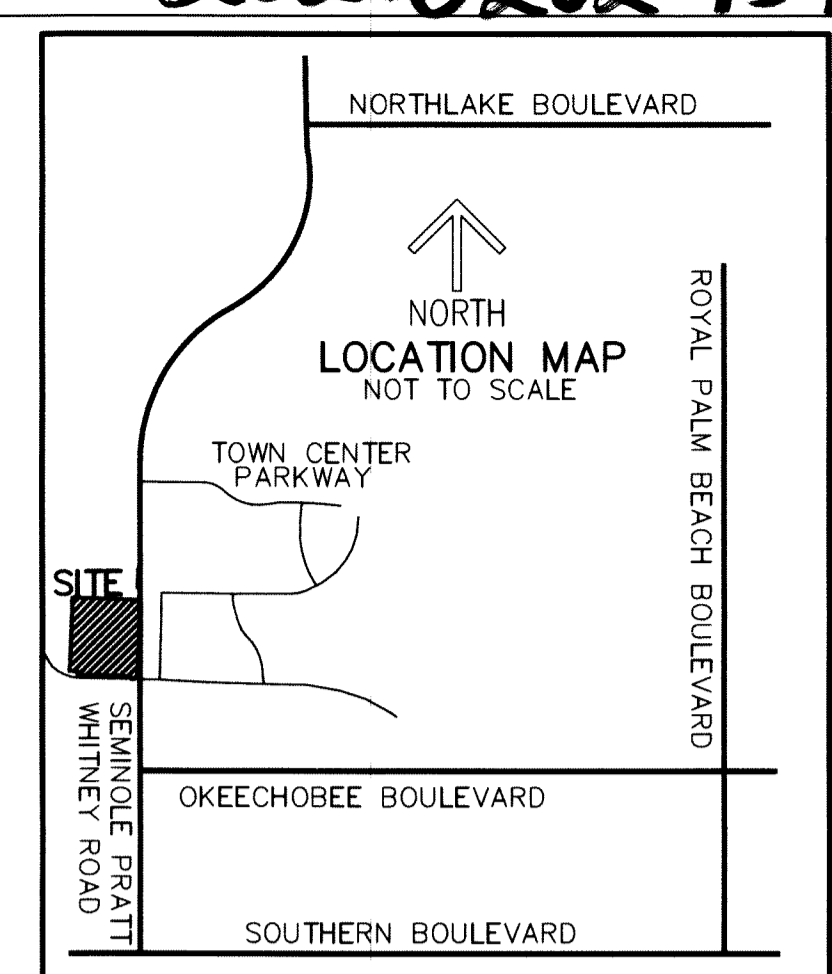 NORTHLAKE BOULEVARD
NORTH
LOCATION MAP
NOT TO SCALE
ROYAL PALM BEACH BOULEVARD
TOWN CENTER
PARKWAY
SITE
SEMINOLE PRATT
WHITNEY ROAD
OKEECHOBEE BOULEVARD
SOUTHERN BOULEVARD